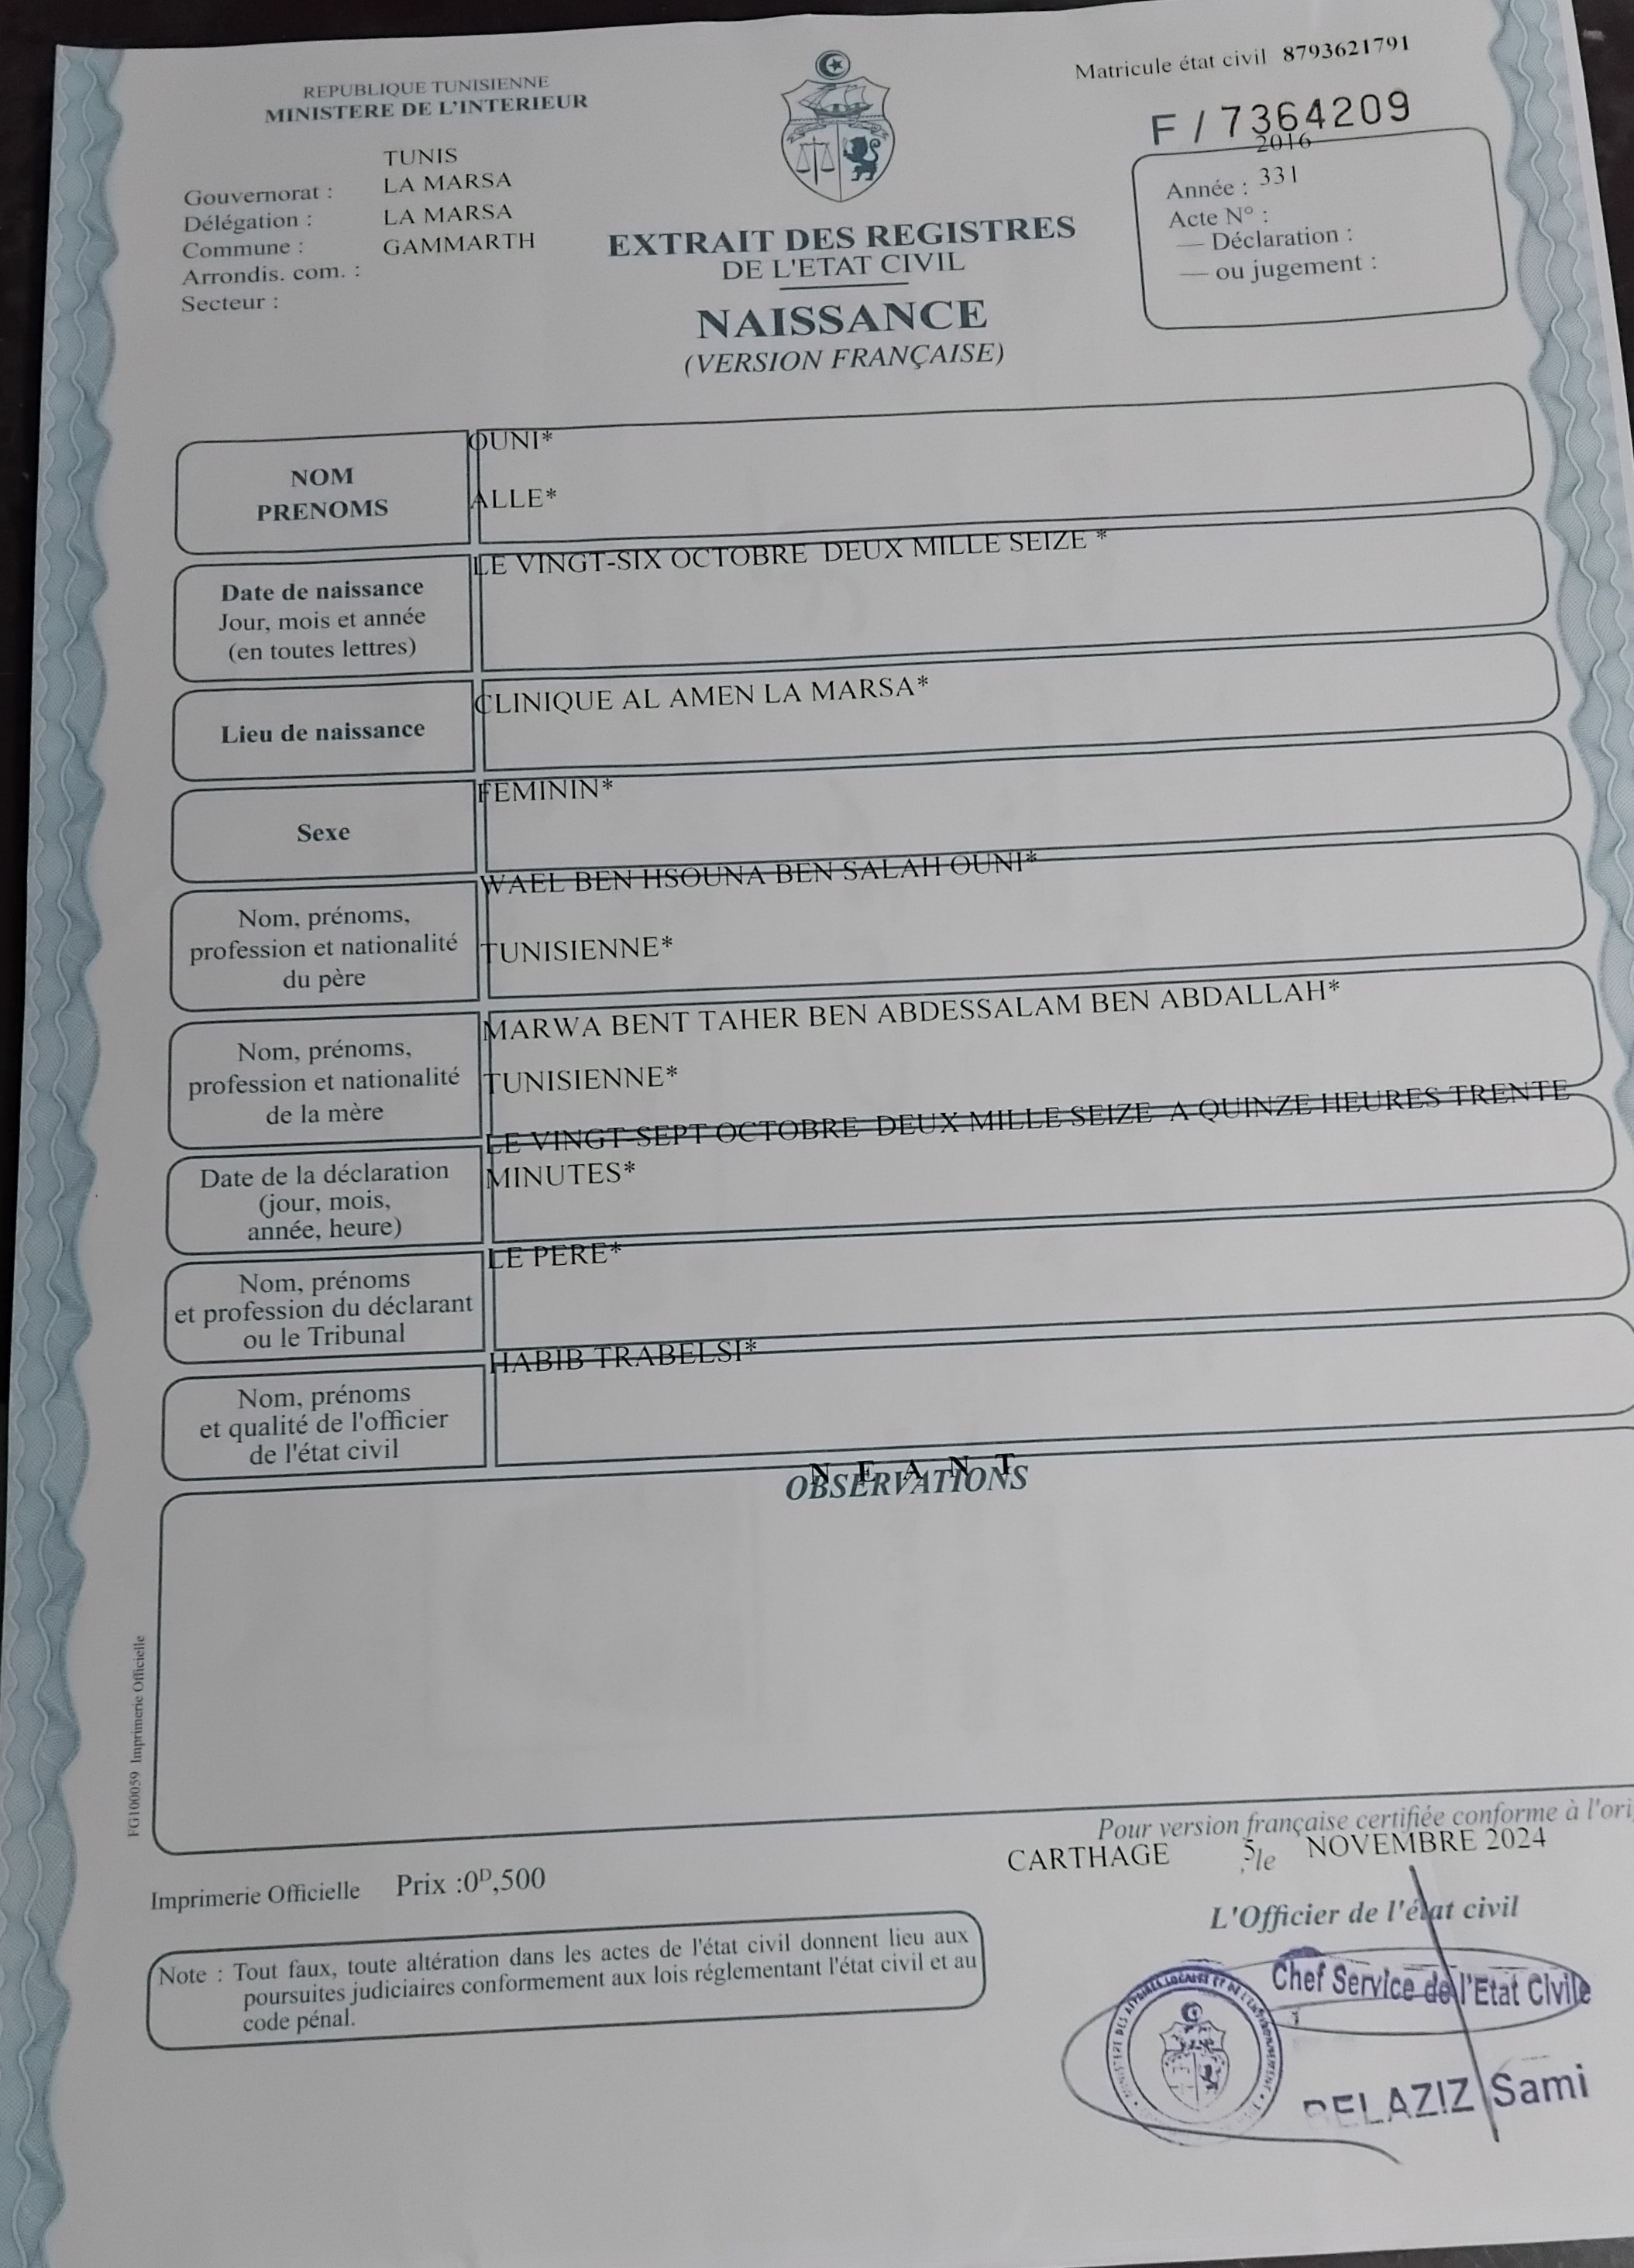 REPUBLIQUE TUNISIENNE
MINISTERE DE L'INTERIEUR
Matricule état civil 8793621791
F / 7364209
TUNIS
Gouvernorat : LA MARSA
Délégation : LA MARSA
Commune : GAMMARTH
Arrondis. com. :
Secteur :
2016
Année : 331
Acte N° :
— Déclaration :
— ou jugement :
EXTRAIT DES REGISTRES
DE L'ETAT CIVIL
NAISSANCE
(VERSION FRANÇAISE)
NOM
PRENOMS
OUNI*
ALLE*
Date de naissance
Jour, mois et année
(en toutes lettres)
LE VINGT-SIX OCTOBRE DEUX MILLE SEIZE *
Lieu de naissance
CLINIQUE AL AMEN LA MARSA*
Sexe
FEMININ*
Nom, prénoms,
profession et nationalité
du père
WAEL BEN HSOUNA BEN SALAH OUNI*
TUNISIENNE*
Nom, prénoms,
profession et nationalité
de la mère
MARWA BENT TAHER BEN ABDESSALAM BEN ABDALLAH*
TUNISIENNE*
Date de la déclaration
(jour, mois,
année, heure)
LE VINGT-SEPT OCTOBRE DEUX MILLE SEIZE A QUINZE HEURES TRENTE
MINUTES*
Nom, prénoms
et profession du déclarant
ou le Tribunal
LE PERE*
Nom, prénoms
et qualité de l'officier
de l'état civil
HABIB TRABELSI*
N E A N T
OBSERVATIONS
FG100059 Imprimerie Officielle
Pour version française certifiée conforme à
CARTHAGE 5 ,le NOVEMBRE 2024
Imprimerie Officielle Prix :0D,500
L'Officier de l'état civil
Note : Tout faux, toute altération dans les actes de l'état civil donnent lieu aux
poursuites judiciaires conformement aux lois réglementant l'état civil et au
code pénal.
MINISTERE DES AFFAIRES LOCALES ET DE L'ENVIRONNEMENT
Chef Service de l'Etat Civile
BELAZIZ Sami